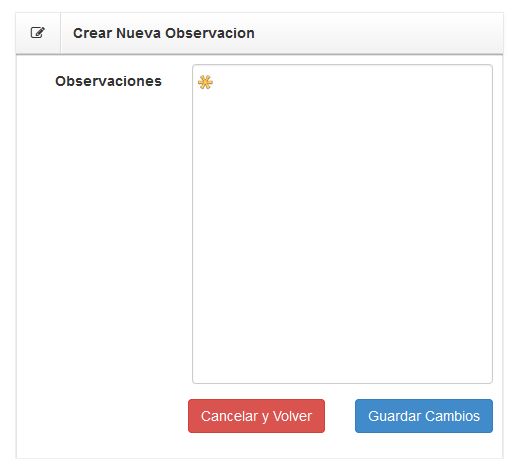 Crear Nueva Observacion
Observaciones
Cancelar y Volver
Guardar Cambios